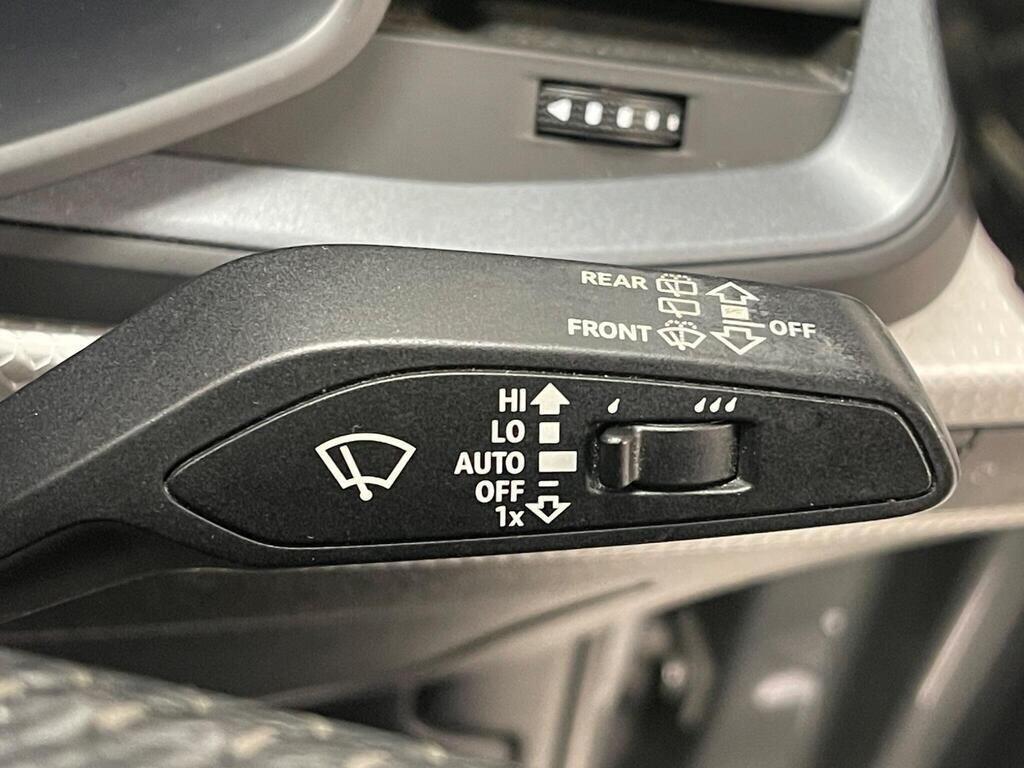 REAR
FRONT OFF
HI
LO
AUTO
OFF
1x